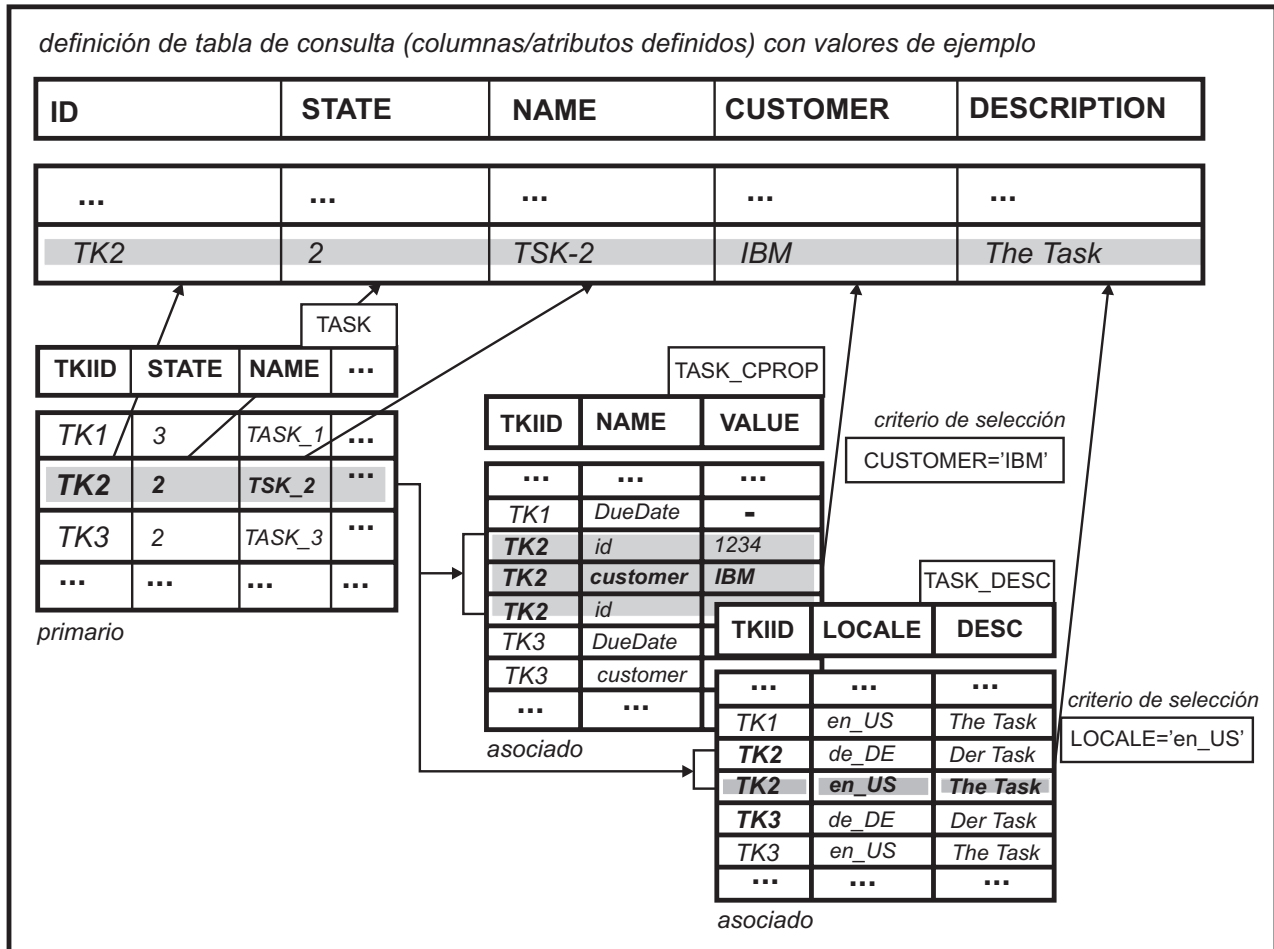 definición de tabla de consulta (columnas/atributos definidos) con valores de ejemplo
ID STATE NAME CUSTOMER DESCRIPTION
... ... ... ... ...
TK2 2 TSK-2 IBM The Task
TASK
TKIID STATE NAME ...
TK1 3 TASK_1 ...
TK2 2 TSK_2 ...
TK3 2 TASK_3 ...
... ... ... ...
primario
TASK_CPROP
TKIID NAME VALUE
... ... ...
TK1 DueDate -
TK2 id 1234
TK2 customer IBM
TK2 id
TK3 DueDate
TK3 customer
... ...
asociado
criterio de selección
CUSTOMER='IBM'
TASK_DESC
TKIID LOCALE DESC
... ... ...
TK1 en_US The Task
TK2 de_DE Der Task
TK2 en_US The Task
TK3 de_DE Der Task
TK3 en_US The Task
... ... ...
asociado
criterio de selección
LOCALE='en_US'